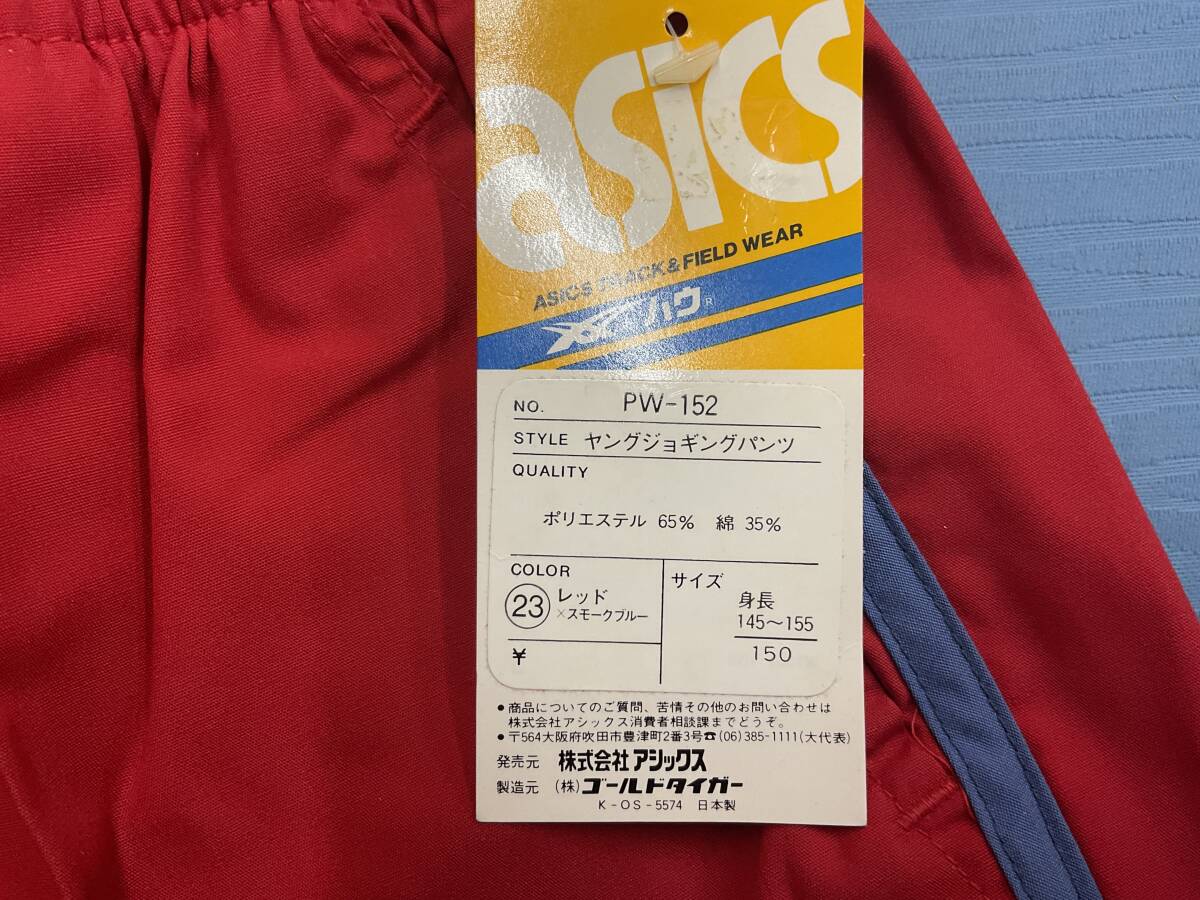 asics
ASICS TRACK & FIELD WEAR
ハウ®
NO. PW-152
STYLE ヤングジョギングパンツ
QUALITY
ポリエステル 65% 綿 35%
COLOR
23 レッド
×スモークブルー
¥
サイズ
身長
145〜155
150
●商品についてのご質問、苦情その他のお問い合わせは
株式会社アシックス消費者相談課までどうぞ。
●〒564大阪府吹田市豊津町2番3号☎(06)385-1111(大代表)
発売元 株式会社アシックス
製造元 (株)ゴールドタイガー
K-OS-5574 日本製